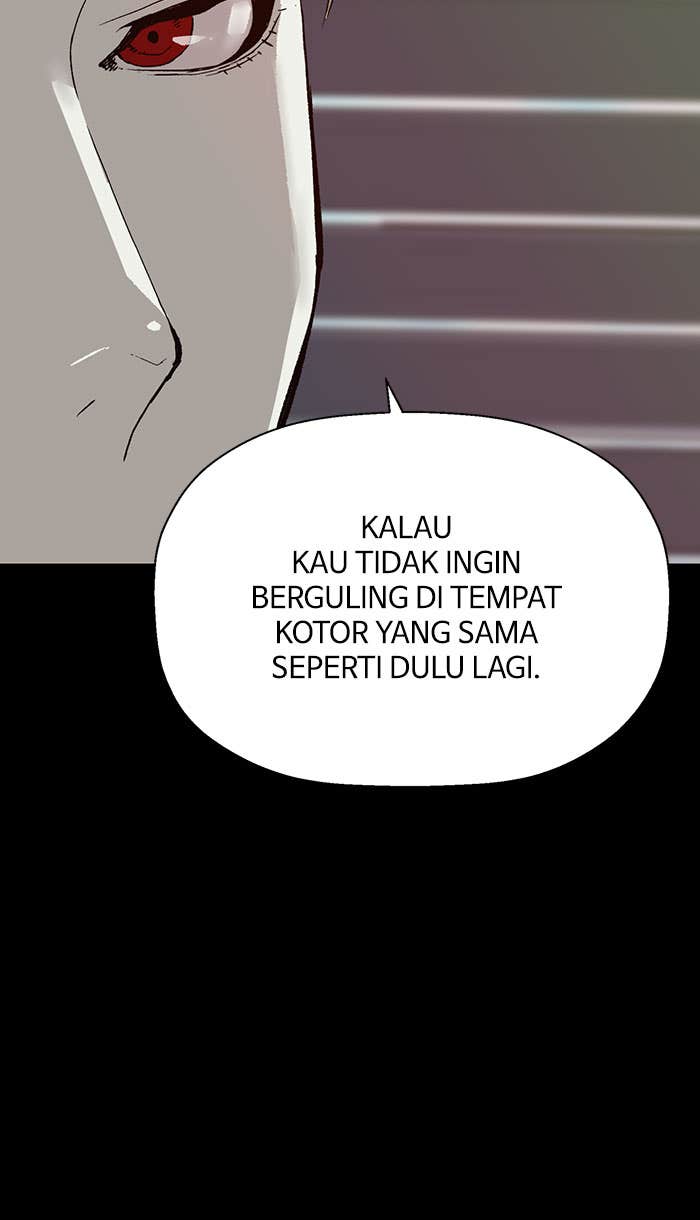 KALAU
KAU TIDAK INGIN
BERGULING DI TEMPAT
KOTOR YANG SAMA
SEPERTI DULU LAGI.